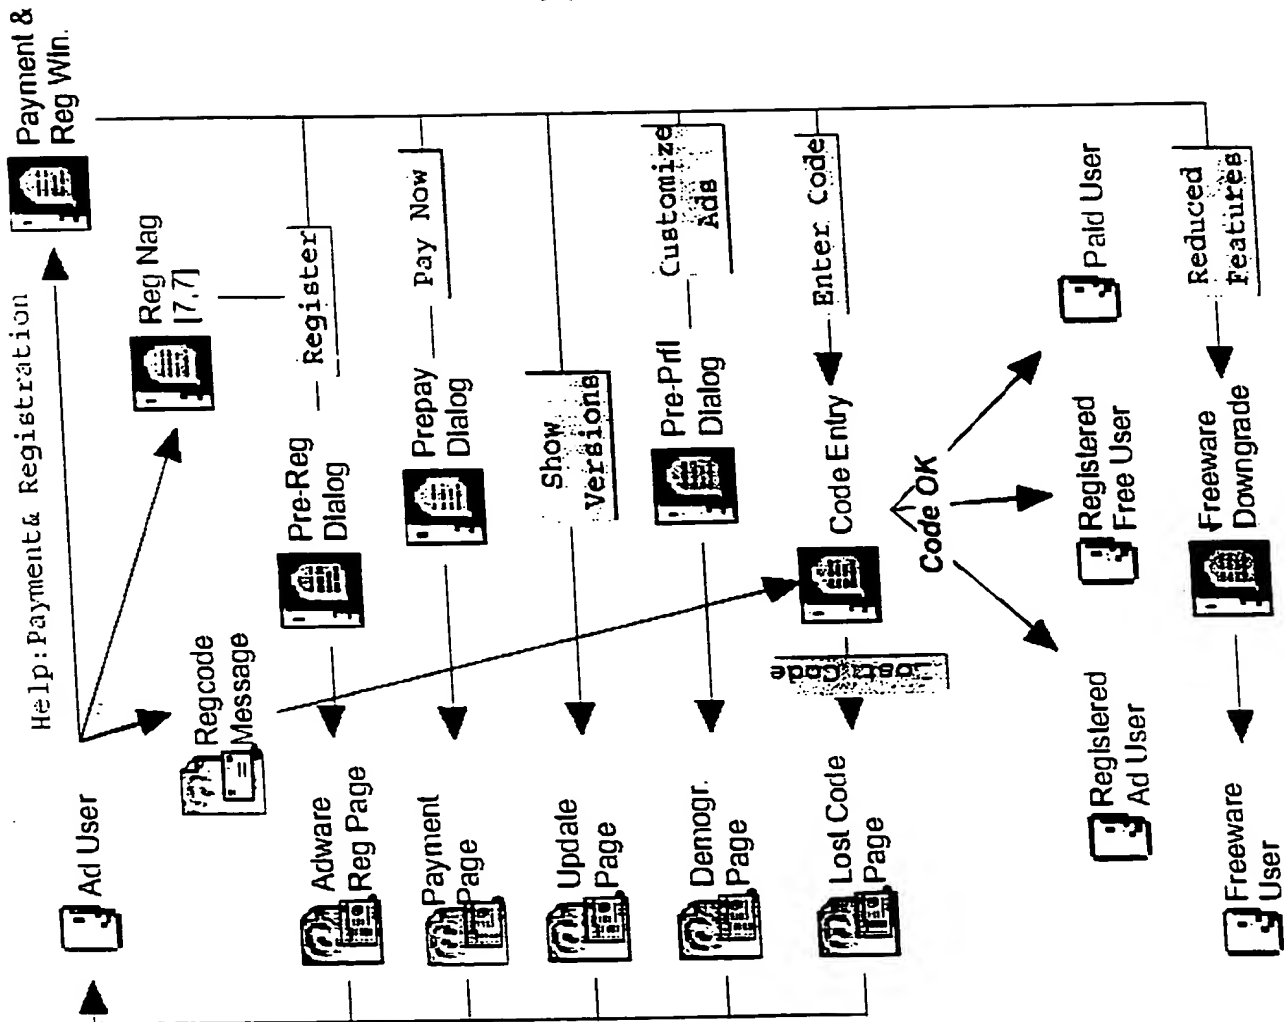 Help:Payment& Registration
Payment &
Reg Win.
Ad User
Reg Nag
[7,7]
Regcode
Message
Register
Pre-Reg
Dialog
Adware
Reg Page
Pay Now
Prepay
Dialog
Payment
Page
Show
Versions
Update
Page
Customize
Ads
Pre-Prfl
Dialog
Demogr.
Page
Enter Code
Code Entry
Lost Code
Lost Code
Page
Code OK
Paid User
Registered
Free User
Registered
Ad User
Reduced
Features
Freeware
Downgrade
Freeware
User